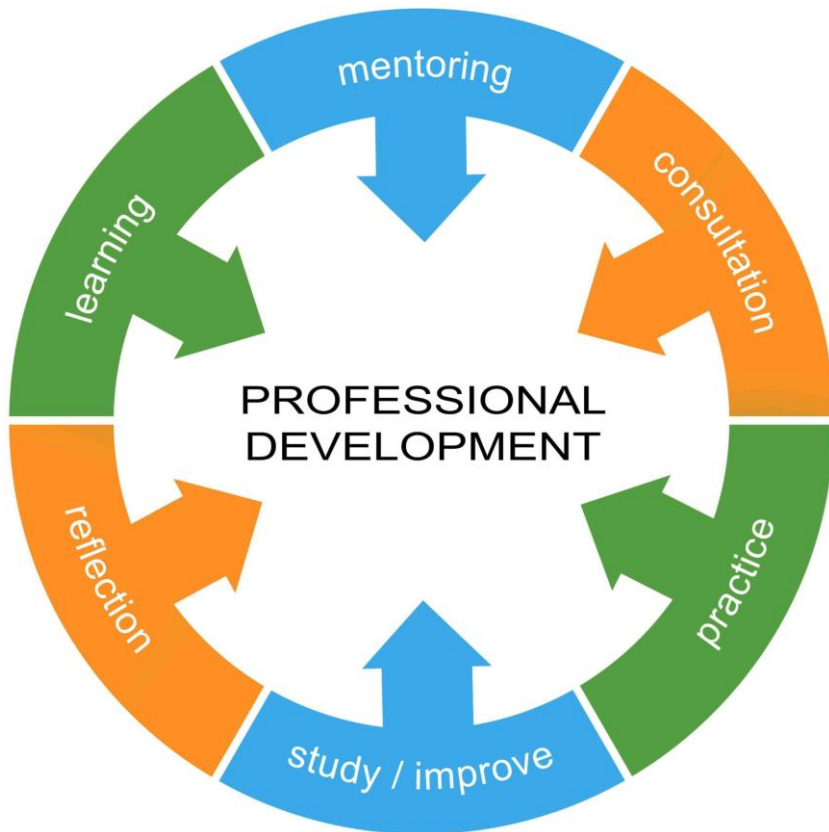 mentoring
consultation
practice
study / improve
reflection
learning
PROFESSIONAL
DEVELOPMENT